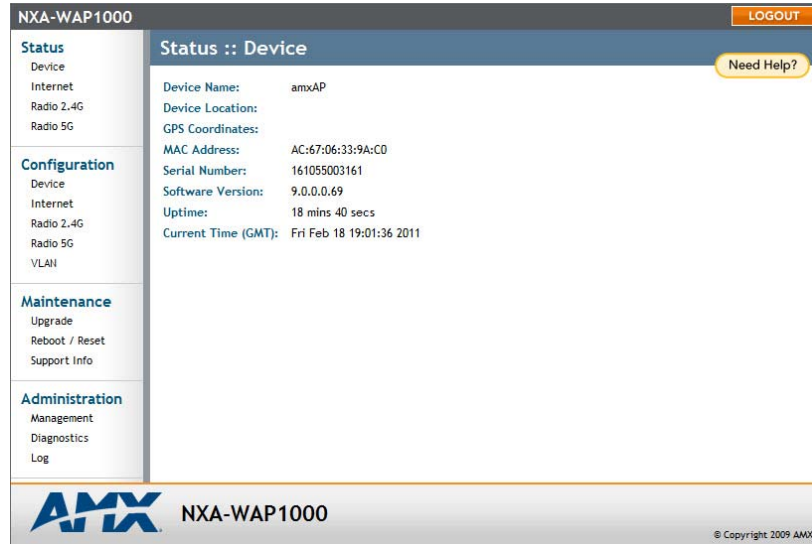 NXA-WAP1000
LOGOUT
Status
Device
Internet
Radio 2.4G
Radio 5G
Configuration
Device
Internet
Radio 2.4G
Radio 5G
VLAN
Maintenance
Upgrade
Reboot / Reset
Support Info
Administration
Management
Diagnostics
Log
Status :: Device
Need Help?
Device Name: amxAP
Device Location:
GPS Coordinates:
MAC Address: AC:67:06:33:9A:C0
Serial Number: 161055003161
Software Version: 9.0.0.0.69
Uptime: 18 mins 40 secs
Current Time (GMT): Fri Feb 18 19:01:36 2011
AMX NXA-WAP1000
© Copyright 2009 AMX